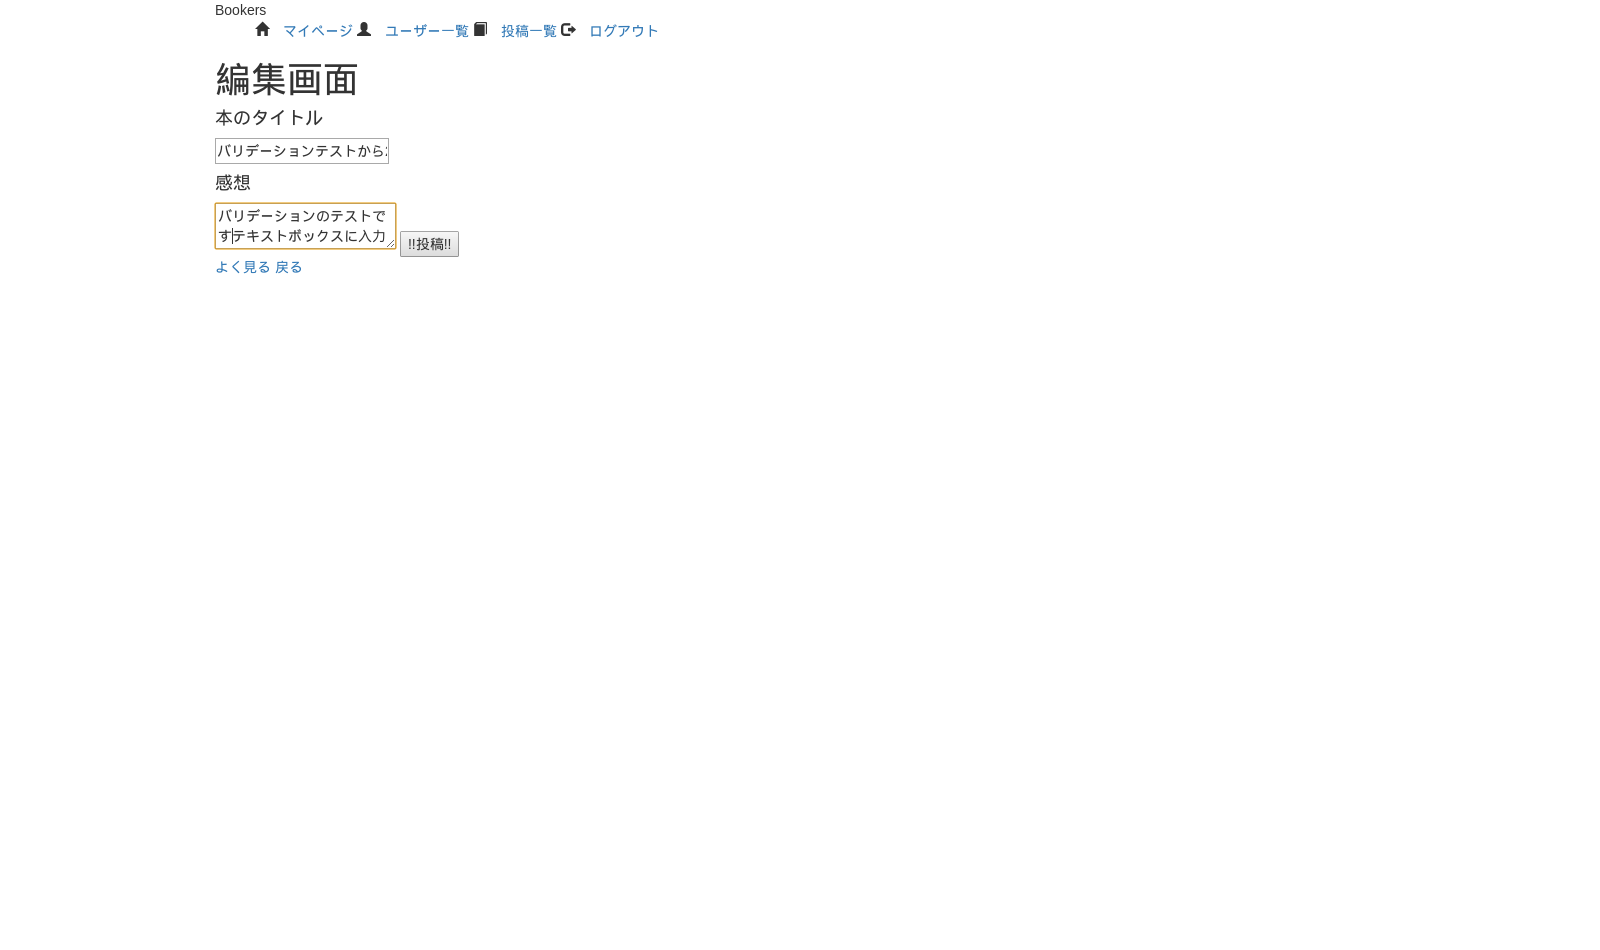 Bookers
マイページ ユーザー一覧 投稿一覧 ログアウト
編集画面
本のタイトル
バリデーションテストから
感想
バリデーションのテストで
すテキストボックスに入力
!!投稿!!
よく見る 戻る